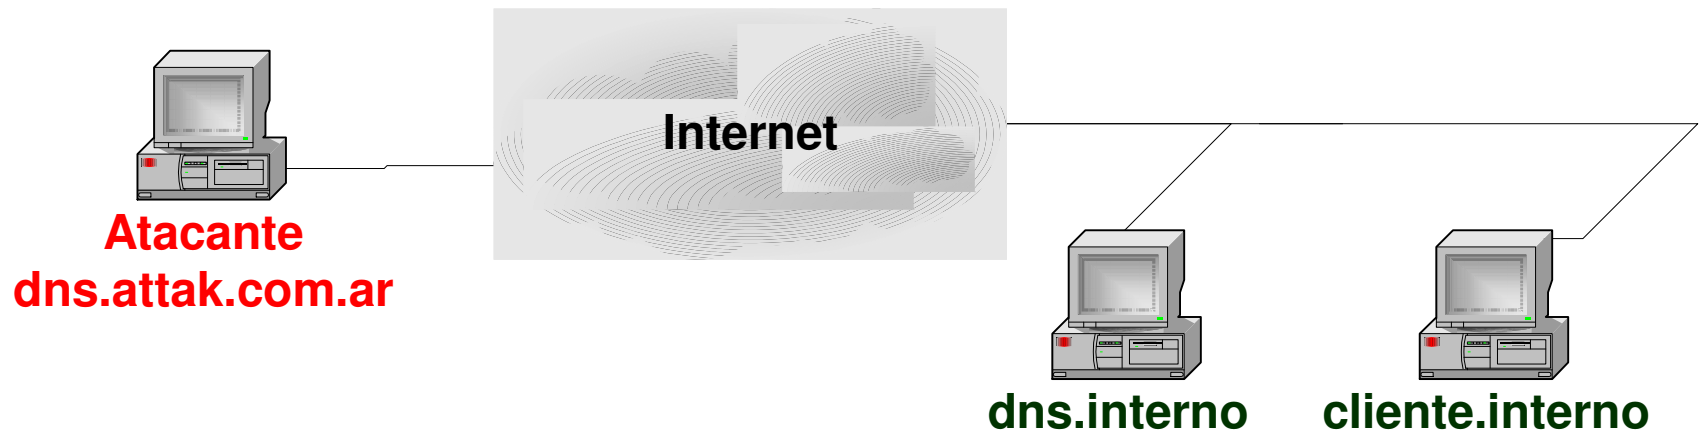 Internet
Atacante
dns.attak.com.ar
dns.interno
cliente.interno